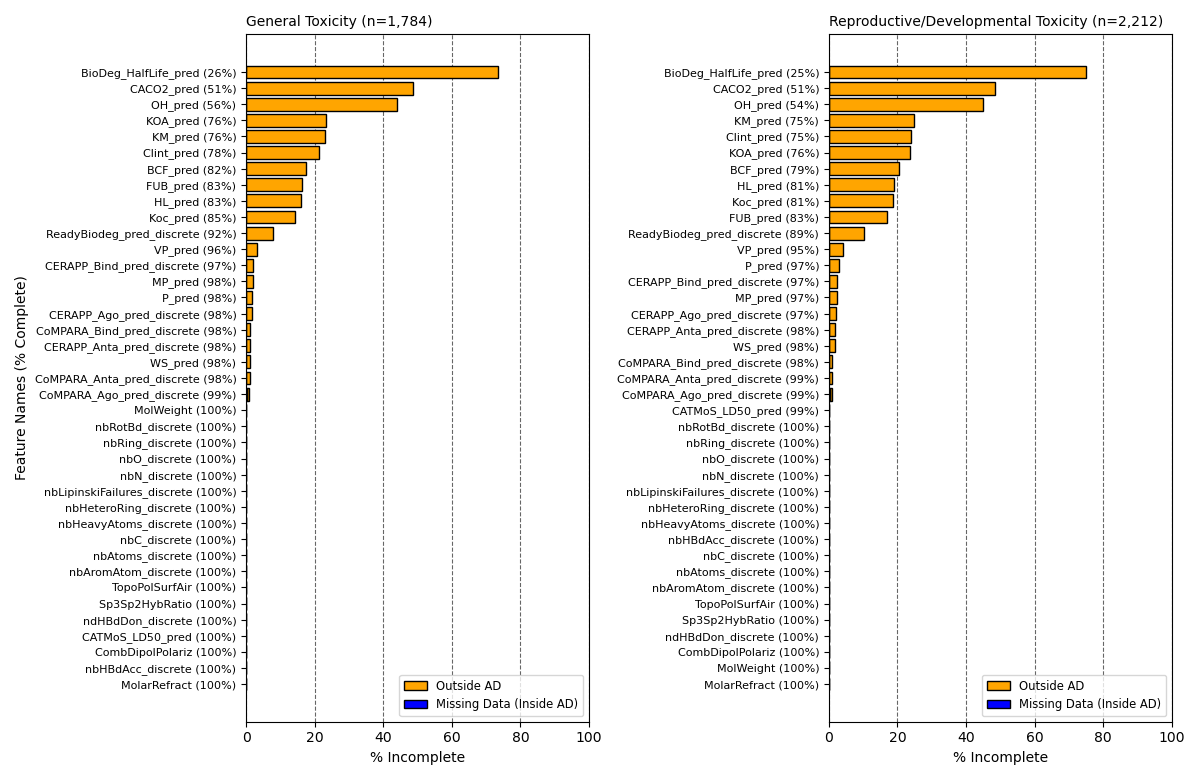 General Toxicity (n=1,784)
Feature Names (% Complete)
BioDeg_HalfLife_pred (26%)
CACO2_pred (51%)
OH_pred (56%)
KOA_pred (76%)
KM_pred (76%)
Clint_pred (78%)
BCF_pred (82%)
FUB_pred (83%)
HL_pred (83%)
Koc_pred (85%)
ReadyBiodeg_pred_discrete (92%)
VP_pred (96%)
CERAPP_Bind_pred_discrete (97%)
MP_pred (98%)
P_pred (98%)
CERAPP_Ago_pred_discrete (98%)
CoMPARA_Bind_pred_discrete (98%)
CERAPP_Anta_pred_discrete (98%)
WS_pred (98%)
CoMPARA_Anta_pred_discrete (98%)
CoMPARA_Ago_pred_discrete (99%)
MolWeight (100%)
nbRotBd_discrete (100%)
nbRing_discrete (100%)
nbO_discrete (100%)
nbN_discrete (100%)
nbLipinskiFailures_discrete (100%)
nbHeteroRing_discrete (100%)
nbHeavyAtoms_discrete (100%)
nbC_discrete (100%)
nbAtoms_discrete (100%)
nbAromAtom_discrete (100%)
TopoPolSurfAir (100%)
Sp3Sp2HybRatio (100%)
ndHBdDon_discrete (100%)
CATMoS_LD50_pred (100%)
CombDipolPolariz (100%)
nbHBdAcc_discrete (100%)
MolarRefract (100%)
Outside AD
Missing Data (Inside AD)
0 20 40 60 80 100
% Incomplete
Reproductive/Developmental Toxicity (n=2,212)
BioDeg_HalfLife_pred (25%)
CACO2_pred (51%)
OH_pred (54%)
KM_pred (75%)
Clint_pred (75%)
KOA_pred (76%)
BCF_pred (79%)
HL_pred (81%)
Koc_pred (81%)
FUB_pred (83%)
ReadyBiodeg_pred_discrete (89%)
VP_pred (95%)
P_pred (97%)
CERAPP_Bind_pred_discrete (97%)
MP_pred (97%)
CERAPP_Ago_pred_discrete (97%)
CERAPP_Anta_pred_discrete (98%)
WS_pred (98%)
CoMPARA_Bind_pred_discrete (98%)
CoMPARA_Anta_pred_discrete (99%)
CoMPARA_Ago_pred_discrete (99%)
CATMoS_LD50_pred (99%)
nbRotBd_discrete (100%)
nbRing_discrete (100%)
nbO_discrete (100%)
nbN_discrete (100%)
nbLipinskiFailures_discrete (100%)
nbHeteroRing_discrete (100%)
nbHeavyAtoms_discrete (100%)
nbHBdAcc_discrete (100%)
nbC_discrete (100%)
nbAtoms_discrete (100%)
nbAromAtom_discrete (100%)
TopoPolSurfAir (100%)
Sp3Sp2HybRatio (100%)
ndHBdDon_discrete (100%)
CombDipolPolariz (100%)
MolWeight (100%)
MolarRefract (100%)
Outside AD
Missing Data (Inside AD)
0 20 40 60 80 100
% Incomplete